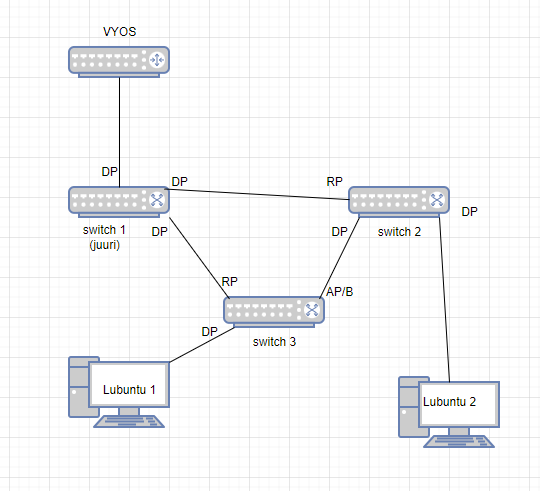 VYOS
DP
DP
RP
switch 1
(juuri)
DP
DP
switch 2
DP
RP
AP/B
DP
switch 3
Lubuntu 1
Lubuntu 2